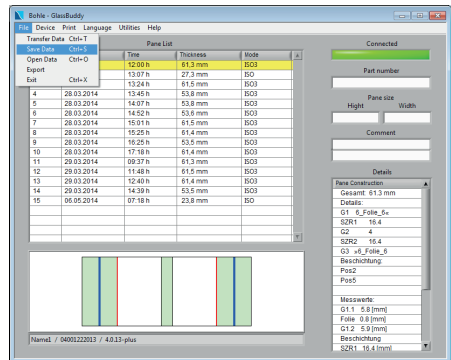 Bohle - GlassBuddy
File Device Print Language Utilities Help
Transfer Data Ctrl+T
Save Data Ctrl+S
Open Data Ctrl+O
Export
Exit Ctrl+X
Pane List
Time Thickness Mode
12:00 h 61,3 mm ISO3
13:07 h 27,3 mm ISO
13:24 h 61,5 mm ISO3
4 28.03.2014 13:45 h 53,8 mm ISO3
5 28.03.2014 14:07 h 53,8 mm ISO3
6 28.03.2014 14:52 h 53,6 mm ISO3
7 28.03.2014 15:01 h 61,5 mm ISO3
8 28.03.2014 15:25 h 61,4 mm ISO3
9 28.03.2014 16:25 h 53,5 mm ISO3
10 28.03.2014 17:18 h 61,4 mm ISO3
11 29.03.2014 09:37 h 61,3 mm ISO3
12 29.03.2014 11:48 h 61,5 mm ISO3
13 29.03.2014 12:40 h 61,4 mm ISO3
14 29.03.2014 14:39 h 53,5 mm ISO3
15 06.05.2014 07:18 h 23,8 mm ISO
Name1 / 04001222013 / 4.0.13-plus
Connected
Part number
Pane size
Hight Width
Comment
Details
Pane Construction
Gesamt: 61.3 mm
Details:
G1 6_Folie_6«
SZR1 16.4
G2 4
SZR2 16.4
G3 »6_Folie_6
Beschichtung:
Pos2
Pos5
Messwerte:
G1.1 5.8 [mm]
Folie 0.8 [mm]
G1.2 5.9 [mm]
Beschichtung
SZR1 16.4 [mm]